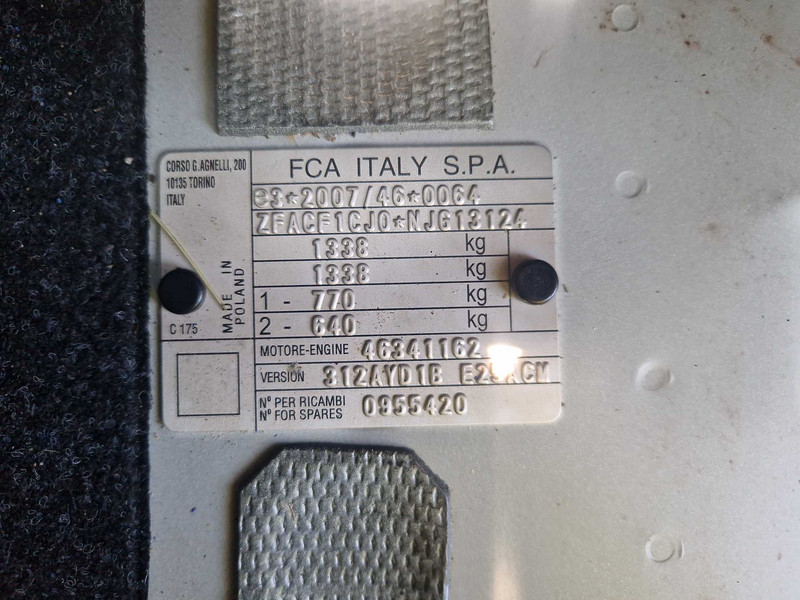 CORSO G. AGNELLI, 200
10135 TORINO
ITALY
FCA ITALY S.P.A.
e3*2007/46*0064
ZFACF1CJ0*NJG13124
1338 kg
1338 kg
1 - 770 kg
2 - 640 kg
MADE IN
POLAND
C 175
MOTORE-ENGINE 46341162
VERSION 312AYD1B
Nº PER RICAMBI
Nº FOR SPARES 0955420